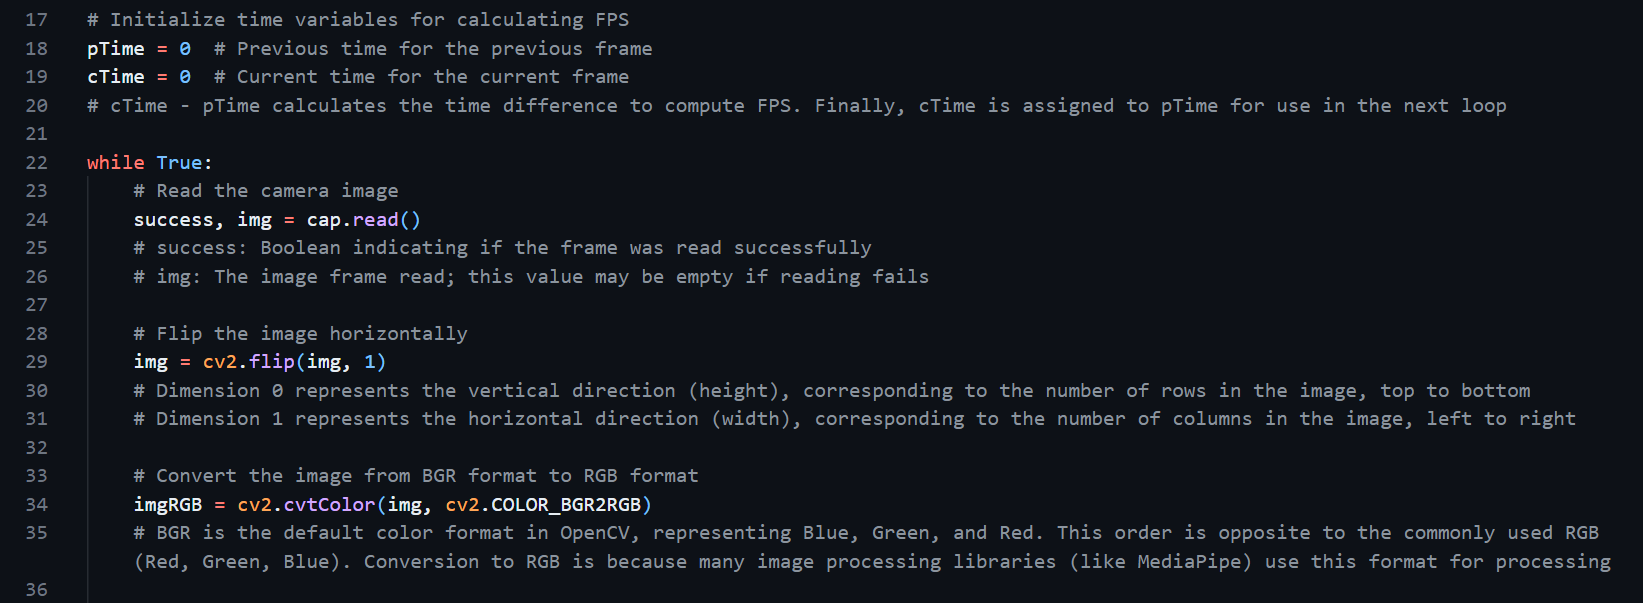 17 # Initialize time variables for calculating FPS
18 pTime = 0  # Previous time for the previous frame
19 cTime = 0  # Current time for the current frame
20 # cTime - pTime calculates the time difference to compute FPS. Finally, cTime is assigned to pTime for use in the next loop
21
22 while True:
23     # Read the camera image
24     success, img = cap.read()
25     # success: Boolean indicating if the frame was read successfully
26     # img: The image frame read; this value may be empty if reading fails
27
28     # Flip the image horizontally
29     img = cv2.flip(img, 1)
30     # Dimension 0 represents the vertical direction (height), corresponding to the number of rows in the image, top to bottom
31     # Dimension 1 represents the horizontal direction (width), corresponding to the number of columns in the image, left to right
32
33     # Convert the image from BGR format to RGB format
34     imgRGB = cv2.cvtColor(img, cv2.COLOR_BGR2RGB)
35     # BGR is the default color format in OpenCV, representing Blue, Green, and Red. This order is opposite to the commonly used RGB
    (Red, Green, Blue). Conversion to RGB is because many image processing libraries (like MediaPipe) use this format for processing
36